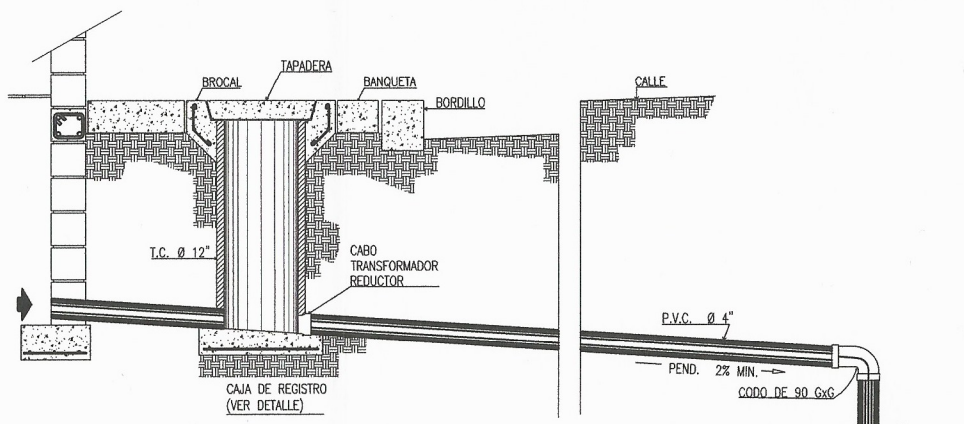 TAPADERA
BROCAL
BANQUETA
CALLE
BORDILLO
T.C. Ø 12"
CABO
TRANSFORMADOR
REDUCTOR
P.V.C. Ø 4"
PEND. 2% MIN.
CODO DE 90 GxG
CAJA DE REGISTRO
(VER DETALLE)